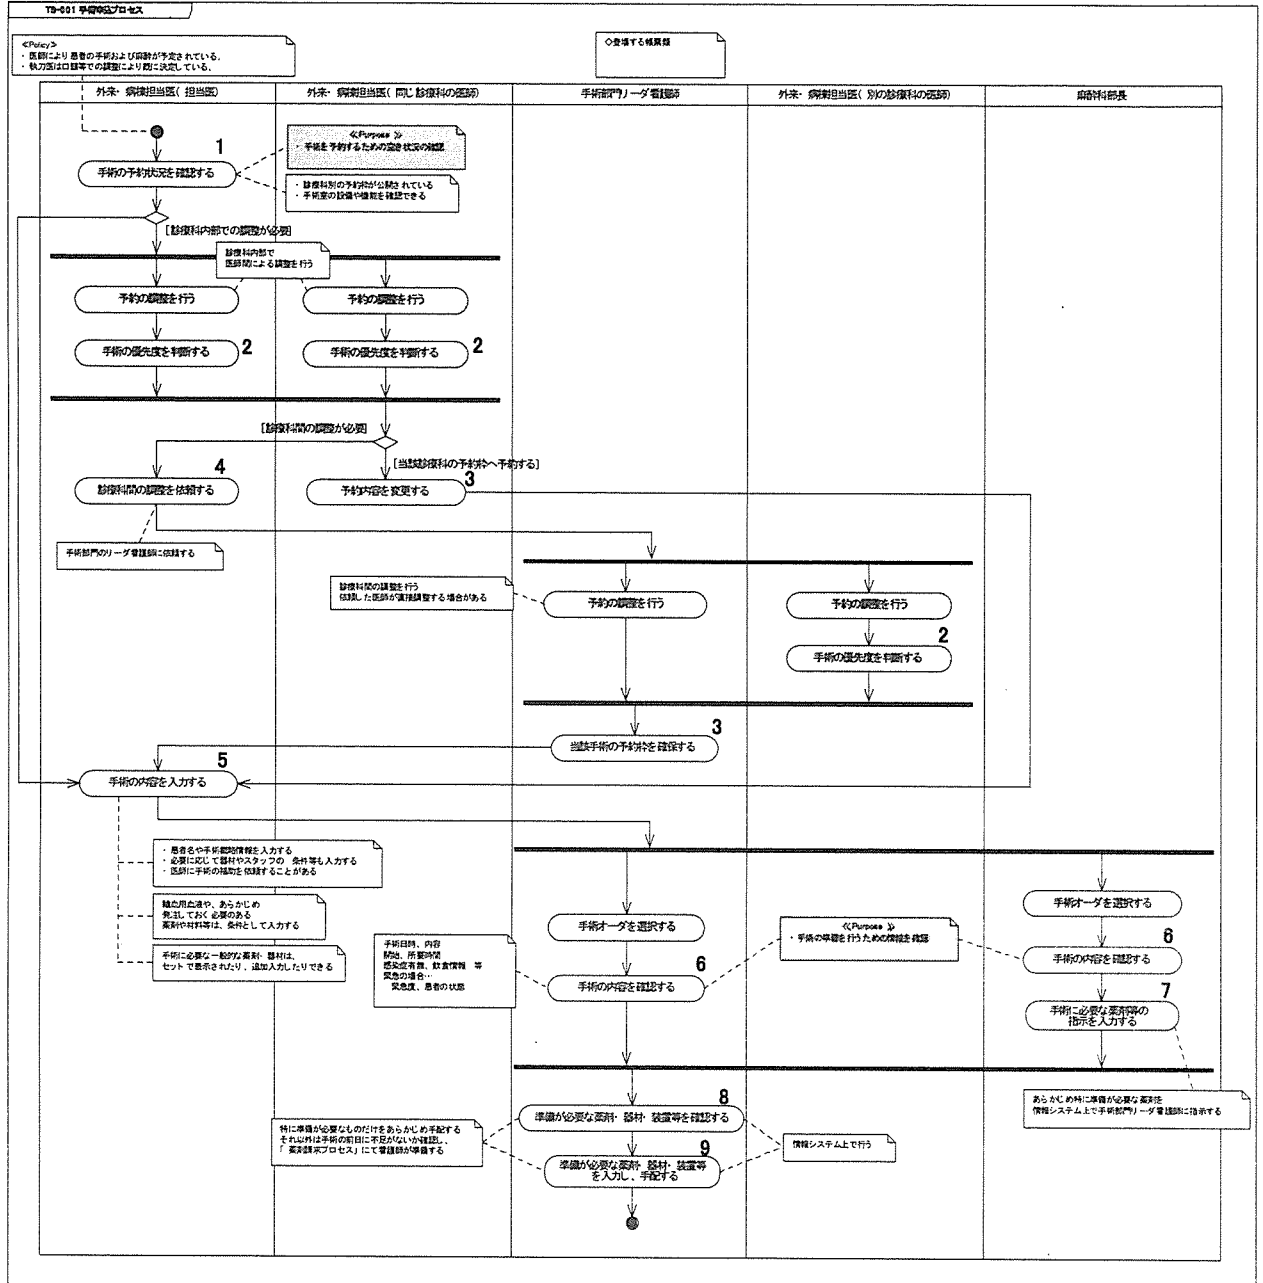 TS-001 手術申込プロセス
≪Policy≫
・ 医師により患者の手術および麻酔が予定されている。
・ 執刀医は口頭等での調整により既に決定している。
◇登場する帳票類
外来・病棟担当医( 担当医)
外来・病棟担当医( 同じ診療科の医師)
手術部門リーダ看護師
外来・病棟担当医( 別の診療科の医師)
麻酔科部長
1
手術の予約状況を確認する
≪Purpose ≫
・ 手術を予約するための空き状況の確認
・ 診療科別の予約枠が公開されている
・ 手術室の設備や機能を確認できる
[診療科内部での調整が必要]
診療科内部で
医師間による調整を行う
予約の調整を行う
予約の調整を行う
手術の優先度を判断する
2
手術の優先度を判断する
2
[診療科間の調整が必要]
[当該診療科の予約枠へ予約する]
4
診療科間の調整を依頼する
予約内容を変更する
3
手術部門のリーダ看護師に依頼する
診療科間の調整を行う
依頼した医師が直接調整する場合がある
予約の調整を行う
予約の調整を行う
2
手術の優先度を判断する
3
当該手術の予約枠を確保する
5
手術の内容を入力する
・ 患者名や手術概略情報を入力する
・ 必要に応じて器材やスタッフの 条件等も入力する
・ 医師に手術の補助を依頼することがある
輸血用血液や、あらかじめ
発注しておく必要のある
薬剤や材料等は、条件として入力する
手術に必要な一般的な薬剤・器材は、
セットで表示されたり、追加入力したりできる
手術オーダを選択する
手術オーダを選択する
手術日時、内容
開始、所要時間
感染症有無、飲食情報 等
緊急の場合…
緊急度、患者の状態
≪Purpose ≫
・ 手術の準備を行うための情報を確認
6
手術の内容を確認する
6
手術の内容を確認する
7
手術に必要な薬剤等の
指示を入力する
あらかじめ特に準備が必要な薬剤を
情報システム上で手術部門リーダ看護師に指示する
8
準備が必要な薬剤・器材・装置等を確認する
特に準備が必要なものだけをあらかじめ手配する
それ以外は手術の前日に不足がないか確認し、
「 薬剤請求プロセス」にて看護師が準備する
情報システム上で行う
9
準備が必要な薬剤・器材・装置等
を入力し、手配する